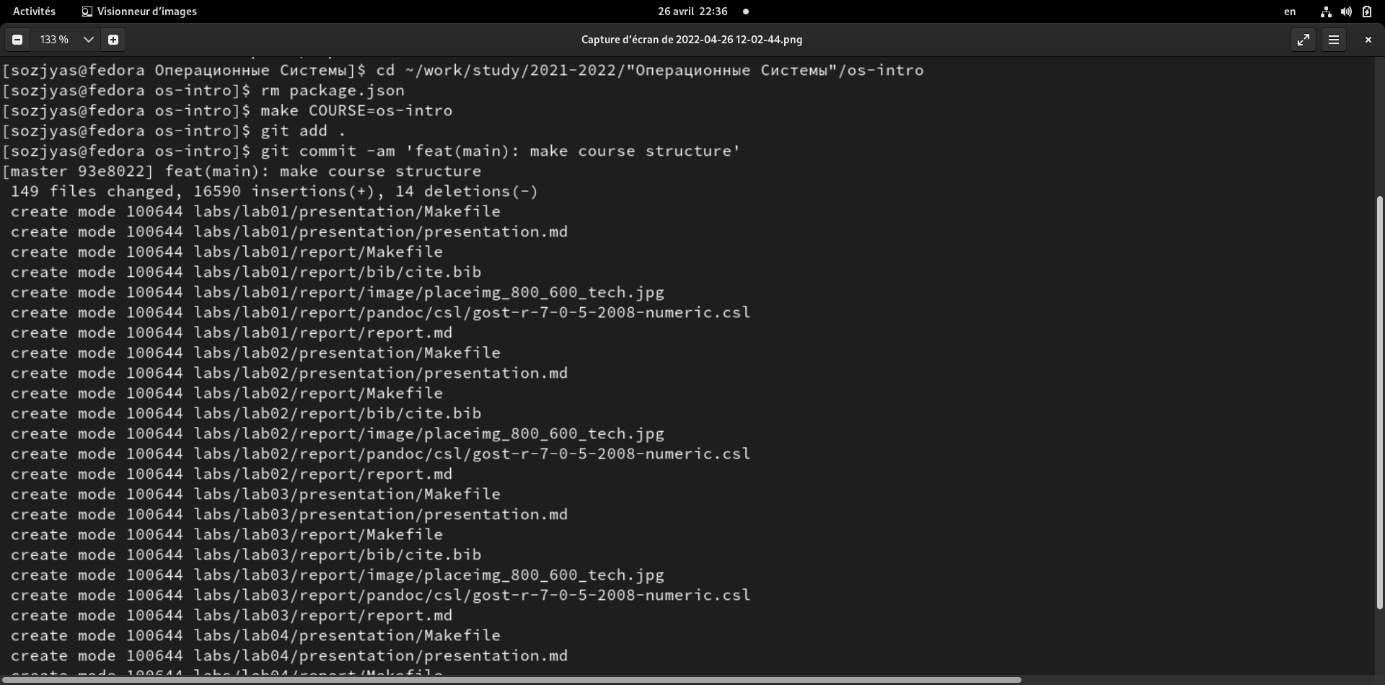 Activités Visionneur d'images 26 avril 22:36 en
133 % Capture d'écran de 2022-04-26 12-02-44.png
[sozjyas@fedora Операционные Системы]$ cd ~/work/study/2021-2022/"Операционные Системы"/os-intro
[sozjyas@fedora os-intro]$ rm package.json
[sozjyas@fedora os-intro]$ make COURSE=os-intro
[sozjyas@fedora os-intro]$ git add .
[sozjyas@fedora os-intro]$ git commit -am 'feat(main): make course structure'
[master 93e8022] feat(main): make course structure
149 files changed, 16590 insertions(+), 14 deletions(-)
create mode 100644 labs/lab01/presentation/Makefile
create mode 100644 labs/lab01/presentation/presentation.md
create mode 100644 labs/lab01/report/Makefile
create mode 100644 labs/lab01/report/bib/cite.bib
create mode 100644 labs/lab01/report/image/placeimg_800_600_tech.jpg
create mode 100644 labs/lab01/report/pandoc/csl/gost-r-7-0-5-2008-numeric.csl
create mode 100644 labs/lab01/report/report.md
create mode 100644 labs/lab02/presentation/Makefile
create mode 100644 labs/lab02/presentation/presentation.md
create mode 100644 labs/lab02/report/Makefile
create mode 100644 labs/lab02/report/bib/cite.bib
create mode 100644 labs/lab02/report/image/placeimg_800_600_tech.jpg
create mode 100644 labs/lab02/report/pandoc/csl/gost-r-7-0-5-2008-numeric.csl
create mode 100644 labs/lab02/report/report.md
create mode 100644 labs/lab03/presentation/Makefile
create mode 100644 labs/lab03/presentation/presentation.md
create mode 100644 labs/lab03/report/Makefile
create mode 100644 labs/lab03/report/bib/cite.bib
create mode 100644 labs/lab03/report/image/placeimg_800_600_tech.jpg
create mode 100644 labs/lab03/report/pandoc/csl/gost-r-7-0-5-2008-numeric.csl
create mode 100644 labs/lab03/report/report.md
create mode 100644 labs/lab04/presentation/Makefile
create mode 100644 labs/lab04/presentation/presentation.md
create mode 100644 labs/lab04/report/Makefile